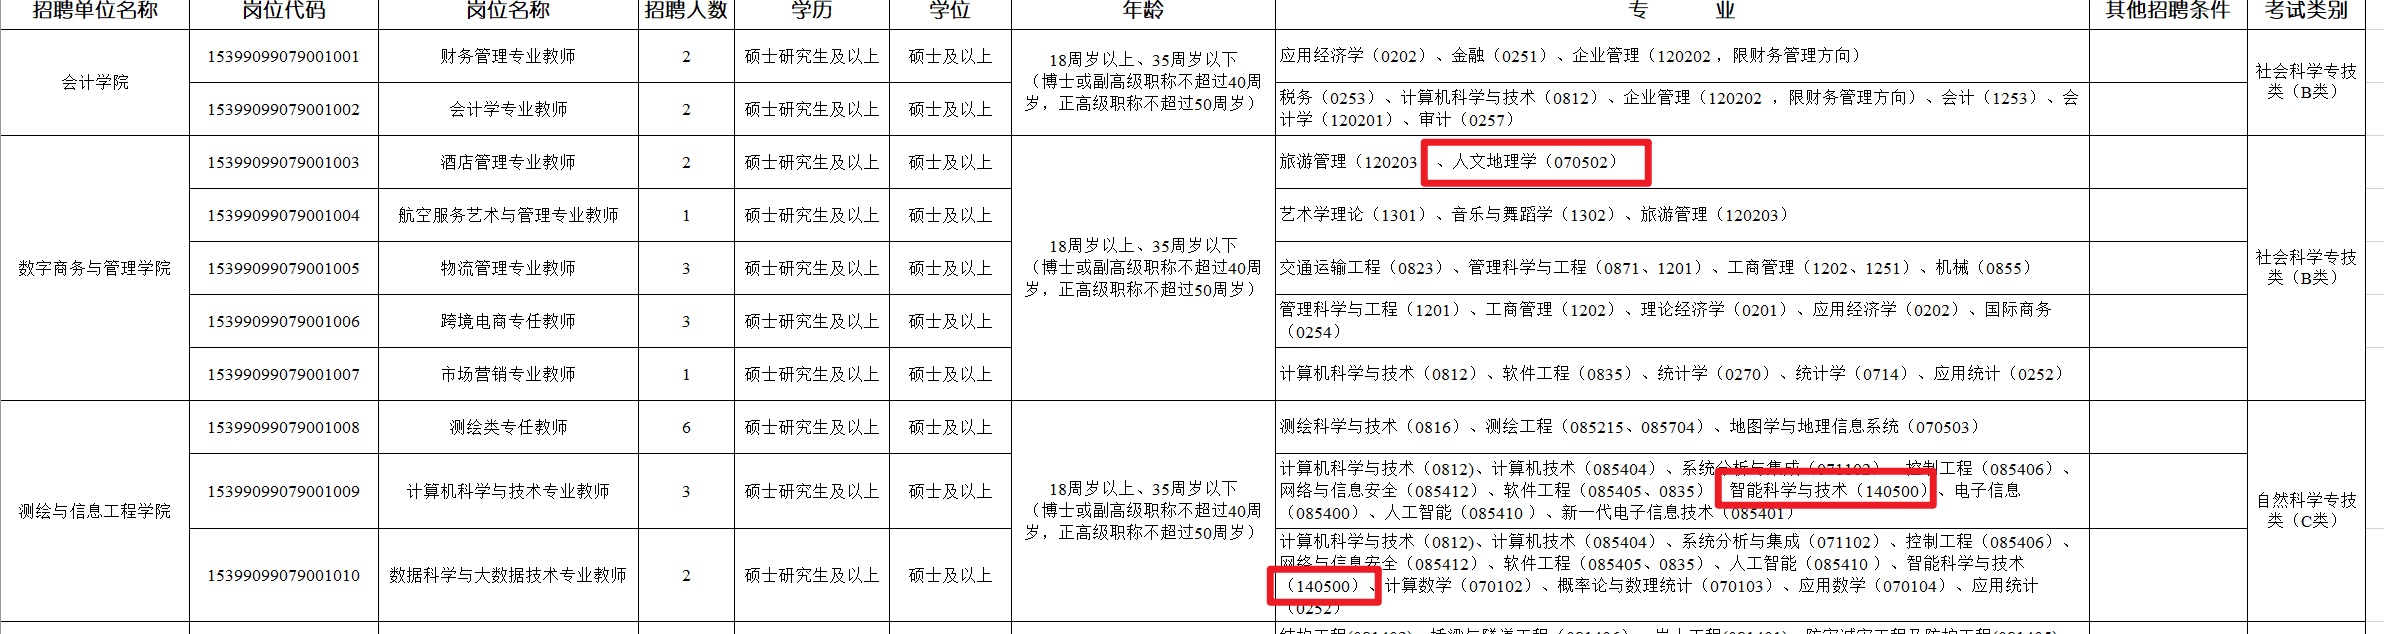 招聘单位名称 岗位代码 岗位名称 招聘人数 学历 学位 年龄 专 业 其他招聘条件 考试类别
会计学院
15399099079001001 财务管理专业教师 2 硕士研究生及以上 硕士及以上
18周岁以上、35周岁以下
（博士或副高级职称不超过40周
岁，正高级职称不超过50周岁）
应用经济学（0202）、金融（0251）、企业管理（120202 ，限财务管理方向）
社会科学专技
类（B类）
15399099079001002 会计学专业教师 2 硕士研究生及以上 硕士及以上
税务（0253）、计算机科学与技术（0812）、企业管理（120202 ，限财务管理方向）、会计（1253）、会
计学（120201）、审计（0257）
数字商务与管理学院
15399099079001003 酒店管理专业教师 2 硕士研究生及以上 硕士及以上
18周岁以上、35周岁以下
（博士或副高级职称不超过40周
岁，正高级职称不超过50周岁）
旅游管理（120203 、人文地理学（070502）
社会科学专技
类（B类）
15399099079001004 航空服务艺术与管理专业教师 1 硕士研究生及以上 硕士及以上
艺术学理论（1301）、音乐与舞蹈学（1302）、旅游管理（120203）
15399099079001005 物流管理专业教师 3 硕士研究生及以上 硕士及以上
交通运输工程（0823）、管理科学与工程（0871、1201）、工商管理（1202、1251）、机械（0855）
15399099079001006 跨境电商专任教师 3 硕士研究生及以上 硕士及以上
管理科学与工程（1201）、工商管理（1202）、理论经济学（0201）、应用经济学（0202）、国际商务
（0254）
15399099079001007 市场营销专业教师 1 硕士研究生及以上 硕士及以上
计算机科学与技术（0812）、软件工程（0835）、统计学（0270）、统计学（0714）、应用统计（0252）
测绘与信息工程学院
15399099079001008 测绘类专任教师 6 硕士研究生及以上 硕士及以上
18周岁以上、35周岁以下
（博士或副高级职称不超过40周
岁，正高级职称不超过50周岁）
测绘科学与技术（0816）、测绘工程（085215、085704）、地图学与地理信息系统（070503）
自然科学专技
类（C类）
15399099079001009 计算机科学与技术专业教师 3 硕士研究生及以上 硕士及以上
计算机科学与技术（0812)、计算机技术（085404）、系统分析与集成（071102） 控制工程（085406）、
网络与信息安全（085412）、软件工程（085405、0835） 智能科学与技术（140500）、电子信息
（085400）、人工智能（085410 ）、新一代电子信息技术（085401）
15399099079001010 数据科学与大数据技术专业教师 2 硕士研究生及以上 硕士及以上
计算机科学与技术（0812)、计算机技术（085404）、系统分析与集成（071102）、控制工程（085406）、
网络与信息安全（085412）、软件工程（085405、0835）、人工智能（085410 ）、智能科学与技术
（140500）、计算数学（070102）、概率论与数理统计（070103）、应用数学（070104）、应用统计
（0252）